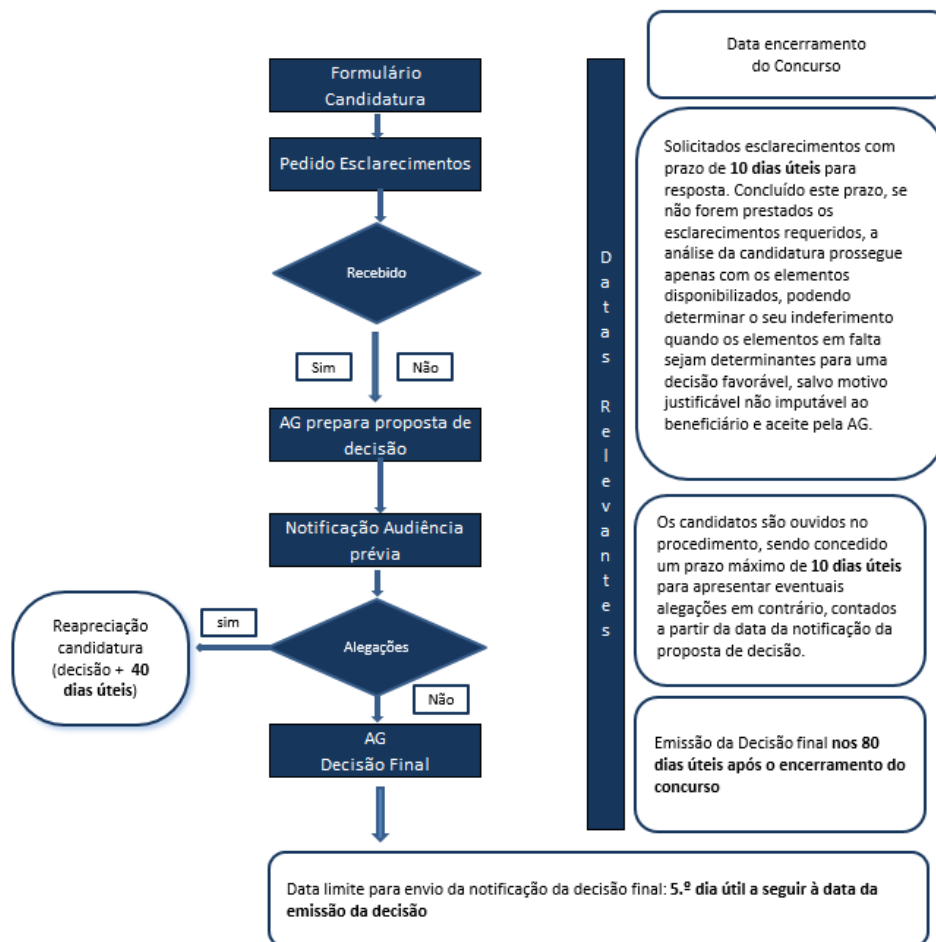 Data encerramento
do Concurso
Formulário
Candidatura
Pedido Esclarecimentos
Solicitados esclarecimentos com
prazo de 10 dias úteis para
resposta. Concluído este prazo, se
não forem prestados os
esclarecimentos requeridos, a
análise da candidatura prossegue
apenas com os elementos
disponibilizados, podendo
determinar o seu indeferimento
quando os elementos em falta
sejam determinantes para uma
decisão favorável, salvo motivo
justificável não imputável ao
beneficiário e aceite pela AG.
Recebido
Sim
Não
Datas Relevantes
AG prepara proposta de
decisão
Notificação Audiência
prévia
Os candidatos são ouvidos no
procedimento, sendo concedido
um prazo máximo de 10 dias úteis
para apresentar eventuais
alegações em contrário, contados
a partir da data da notificação da
proposta de decisão.
Alegações
sim
Reapreciação
candidatura
(decisão + 40
dias úteis)
Não
AG
Decisão Final
Emissão da Decisão final nos 80
dias úteis após o encerramento do
concurso
Data limite para envio da notificação da decisão final: 5.º dia útil a seguir à data da
emissão da decisão